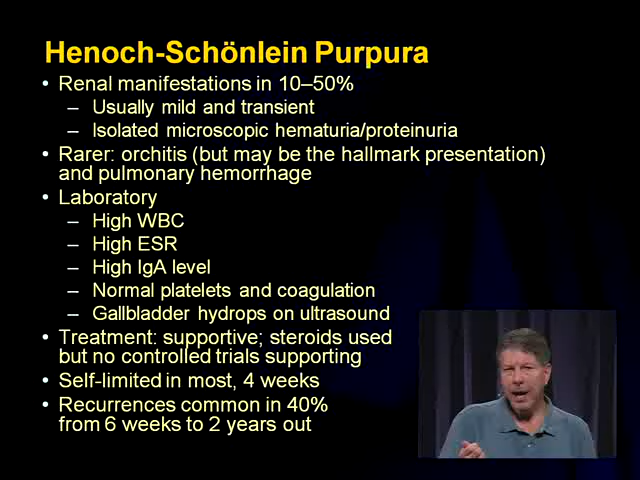 Henoch-Schönlein Purpura
• Renal manifestations in 10–50%
– Usually mild and transient
– Isolated microscopic hematuria/proteinuria
• Rarer: orchitis (but may be the hallmark presentation)
and pulmonary hemorrhage
• Laboratory
– High WBC
– High ESR
– High IgA level
– Normal platelets and coagulation
– Gallbladder hydrops on ultrasound
• Treatment: supportive; steroids used
but no controlled trials supporting
• Self-limited in most, 4 weeks
• Recurrences common in 40%
from 6 weeks to 2 years out